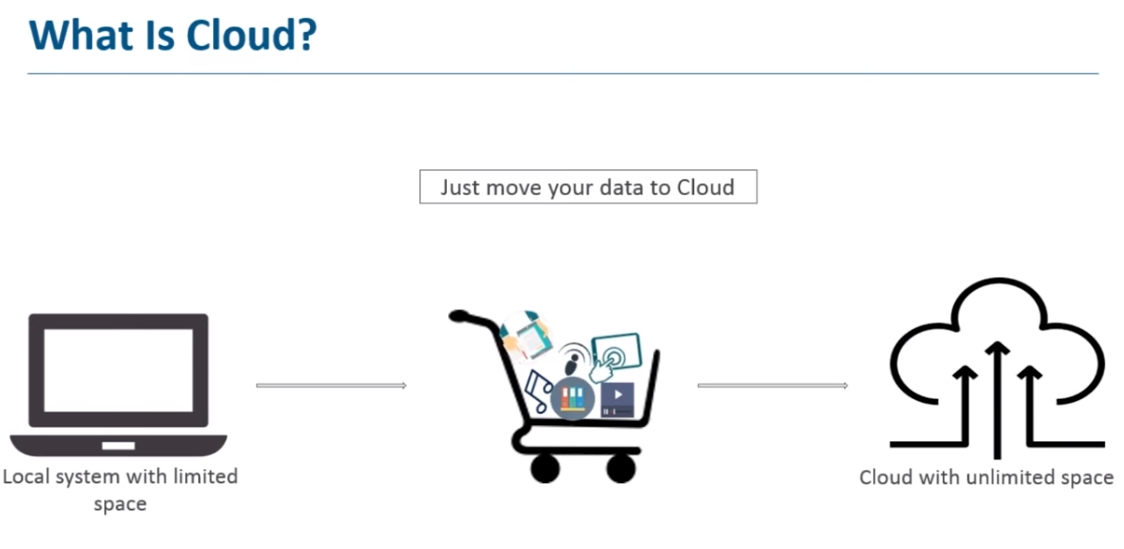 What Is Cloud?
Just move your data to Cloud
Local system with limited
space
Cloud with unlimited space